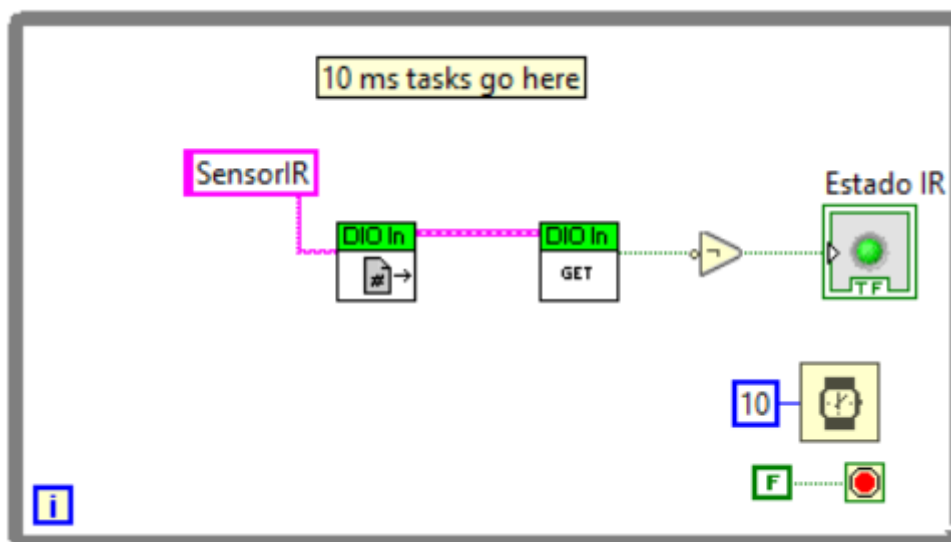 10 ms tasks go here
SensorIR
Estado IR
DIO In
DIO In
#
GET
TF
10
F
i